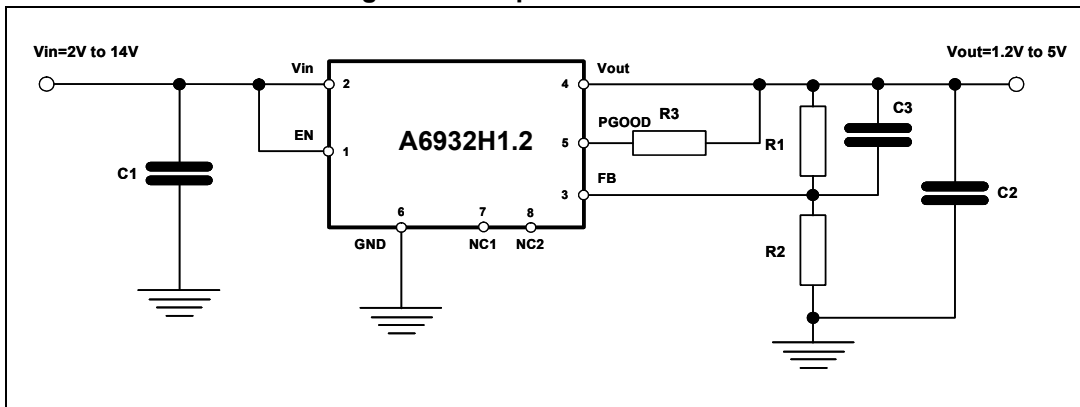 Vin=2V to 14V
Vout=1.2V to 5V
Vin
2
4
Vout
C3
R3
PGOOD
EN
1
A6932H1.2
5
R1
C1
FB
3
C2
6
7
8
GND
NC1
NC2
R2